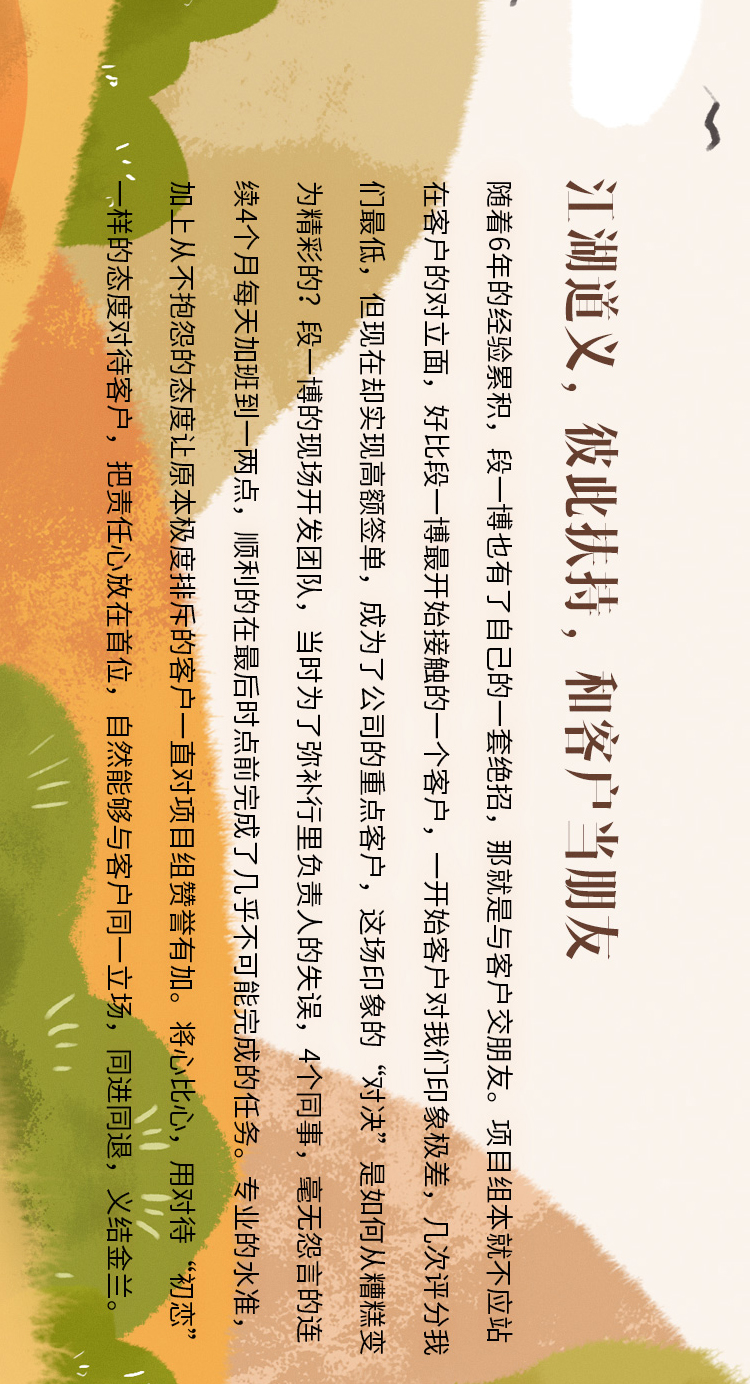 江湖道义，彼此扶持，和客户当朋友
随着6年的经验累积，段一博也有了自己的一套绝招，那就是与客户交朋友。项目组本就不应站
在客户的对立面，好比段一博最开始接触的一个客户，一开始客户对我们印象极差，几次评分我
们最低，但现在却实现高额签单，成为了公司的重点客户，这场印象的“对决”是如何从糟糕变
为精彩的？段一博的现场开发团队，当时为了弥补行里负责人的失误，4个同事，毫无怨言的连
续4个月每天加班到一两点，顺利的在最后时点前完成了几乎不可能完成的任务。专业的水准，
加上从不抱怨的态度让原本极度排斥的客户一直对项目组赞誉有加。将心比心，用对待“初恋”
一样的态度对待客户，把责任心放在首位，自然能够与客户同一立场，同进同退，义结金兰。